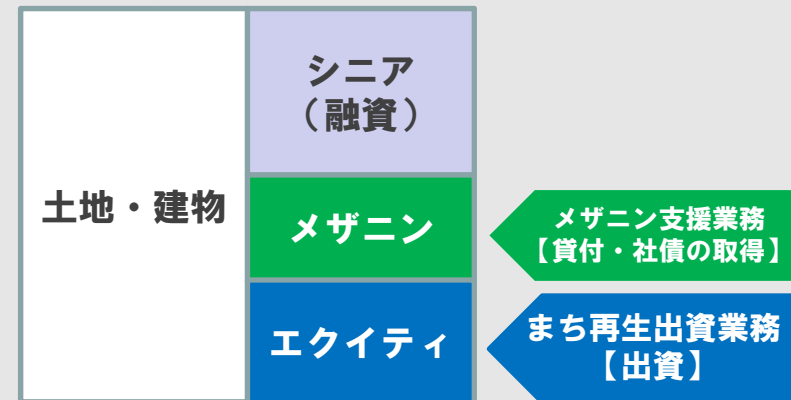 土地・建物
シニア
（融資）
メザニン
エクイティ
メザニン支援業務
【貸付・社債の取得】
まち再生出資業務
【出資】